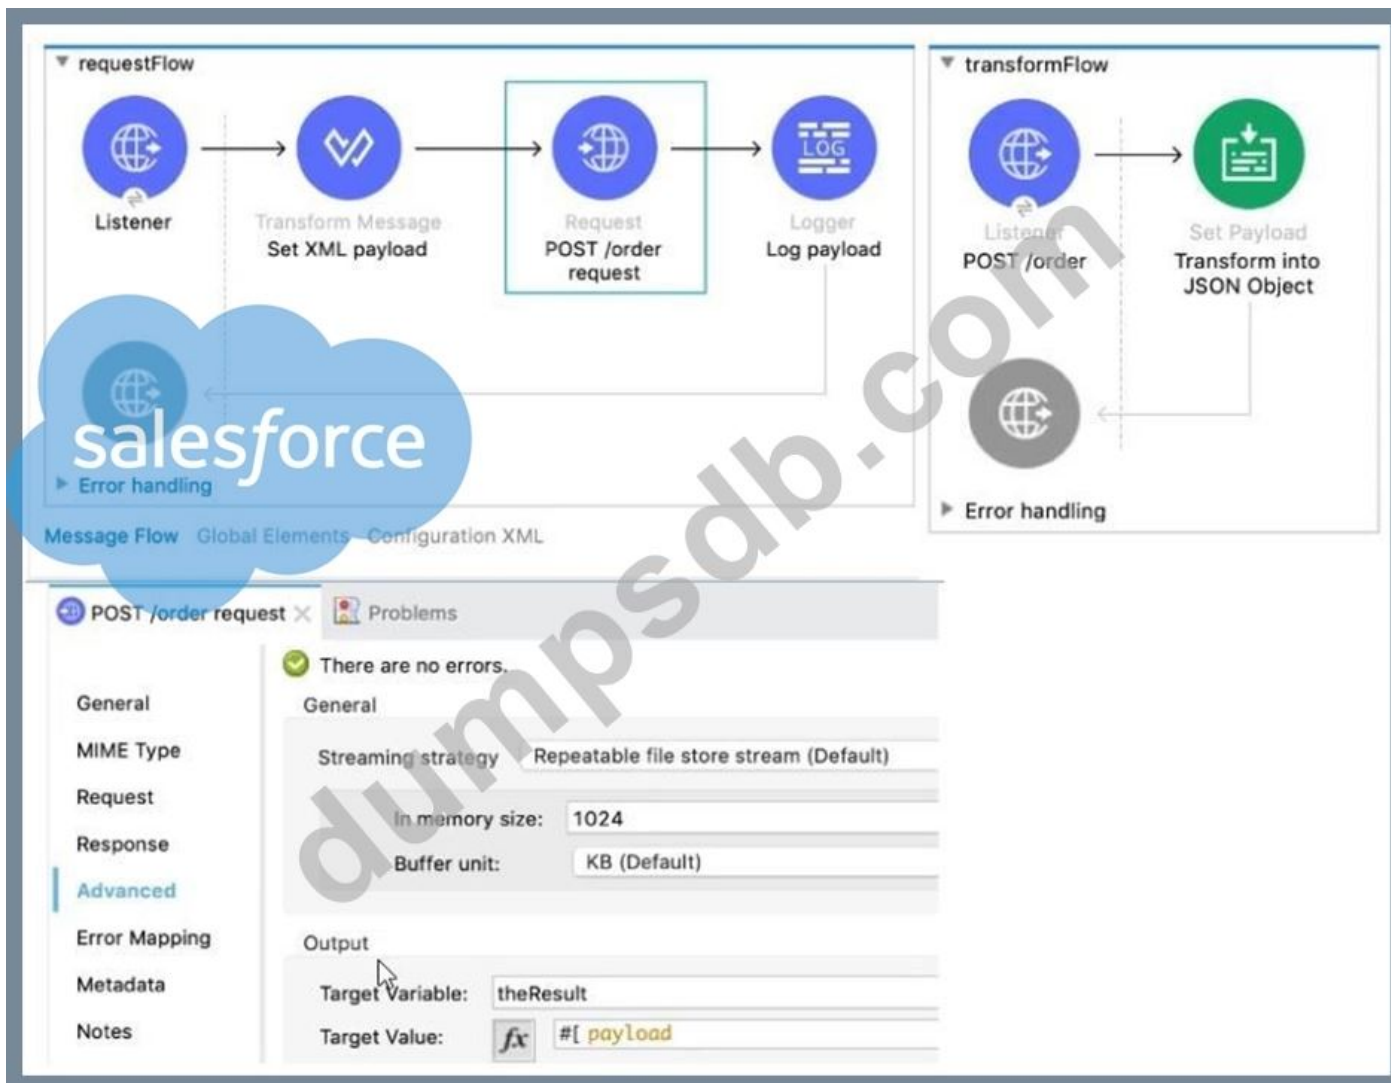 requestFlow
Listener
Transform Message
Set XML payload
Request
POST /order
request
LOG
Logger
Log payload
Error handling
transformFlow
Listener
POST /order
Set Payload
Transform into
JSON Object
Error handling
salesforce
Message Flow Global Elements Configuration XML
POST /order request Problems
There are no errors.
General
MIME Type
Request
Response
Advanced
Error Mapping
Metadata
Notes
General
Streaming strategy Repeatable file store stream (Default)
In memory size: 1024
Buffer unit: KB (Default)
Output
Target Variable: theResult
Target Value: fx #[ payload
dumpsdb.com